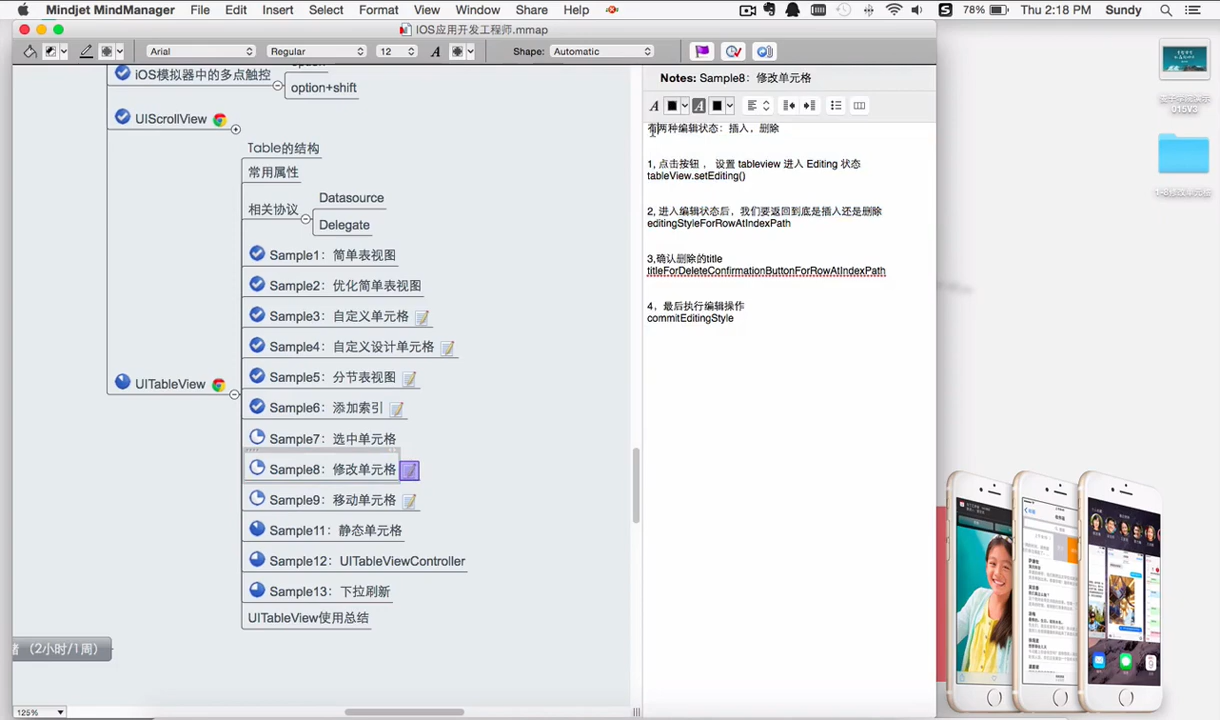 Mindjet MindManager File Edit Insert Select Format View Window Share Help 78% Thu 2:18 PM Sundy
IOS应用开发工程师.mmap
Arial Regular 12 A Shape: Automatic
iOS模拟器中的多点触控
option+shift
UIScrollView
Table的结构
常用属性
相关协议
Datasource
Delegate
Sample1：简单表视图
Sample2：优化简单表视图
Sample3：自定义单元格
Sample4：自定义设计单元格
Sample5：分节表视图
UITableView
Sample6：添加索引
Sample7：选中单元格
Sample8：修改单元格
Sample9：移动单元格
Sample11：静态单元格
Sample12：UITableViewController
Sample13：下拉刷新
UITableView使用总结
（2小时/1周）
125%
Notes: Sample8：修改单元格
有两种编辑状态：插入，删除
1, 点击按钮， 设置 tableview 进入 Editing 状态
tableView.setEditing()
2, 进入编辑状态后，我们要返回到底是插入还是删除
editingStyleForRowAtIndexPath
3,确认删除的title
titleForDeleteConfirmationButtonForRowAtIndexPath
4，最后执行编辑操作
commitEditingStyle